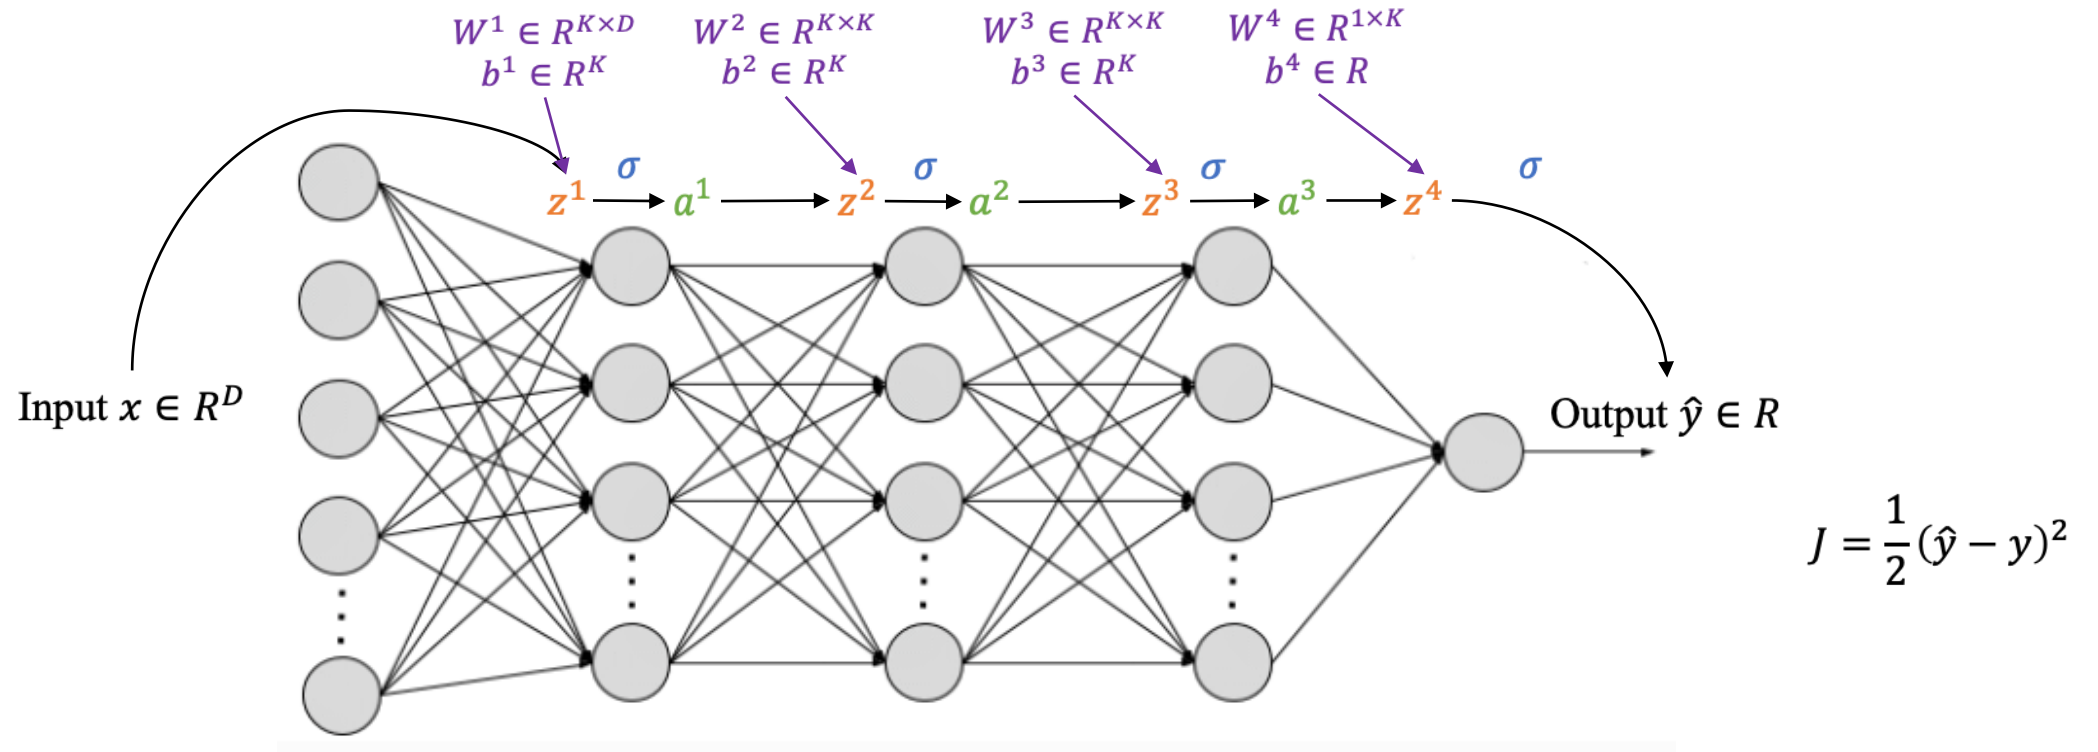 W¹ ∈ R^{K×D} W² ∈ R^{K×K} W³ ∈ R^{K×K} W⁴ ∈ R^{1×K}
b¹ ∈ R^K b² ∈ R^K b³ ∈ R^K b⁴ ∈ R
σ σ σ σ
z¹ a¹ z² a² z³ a³ z⁴
Input x ∈ R^D
Output ŷ ∈ R
J = \frac{1}{2}(ŷ − y)²